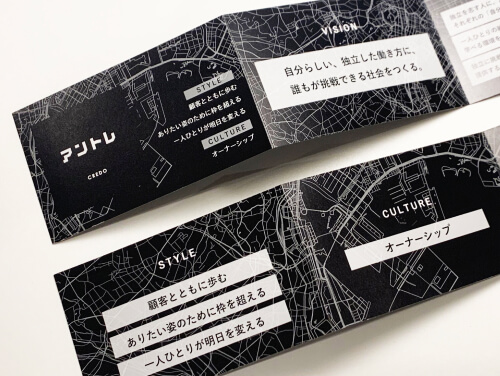 アントレ
CREDO
STYLE
顧客とともに歩む
ありたい姿のために枠を超える
一人ひとりが明日を変える
CULTURE
オーナーシップ
VISION
自分らしい、独立した働き方に、
誰もが挑戦できる社会をつくる。
STYLE
顧客とともに歩む
ありたい姿のために枠を超える
一人ひとりが明日を変える
CULTURE
オーナーシップ